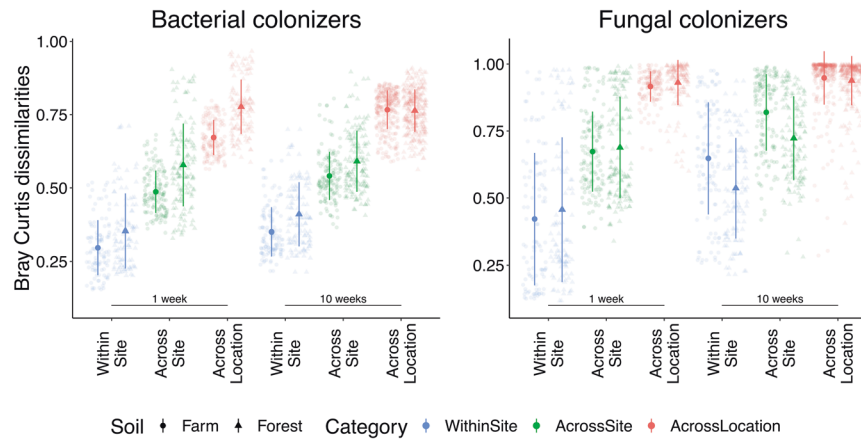 Bacterial colonizers
Fungal colonizers
Bray Curtis dissimilarities
1.00
0.75
0.50
0.25
1 week
10 weeks
Within
Site
Across
Site
Across
Location
Within
Site
Across
Site
Across
Location
1.00
0.75
0.50
0.25
1 week
10 weeks
Within
Site
Across
Site
Across
Location
Within
Site
Across
Site
Across
Location
Soil Farm Forest Category WithinSite AcrossSite AcrossLocation